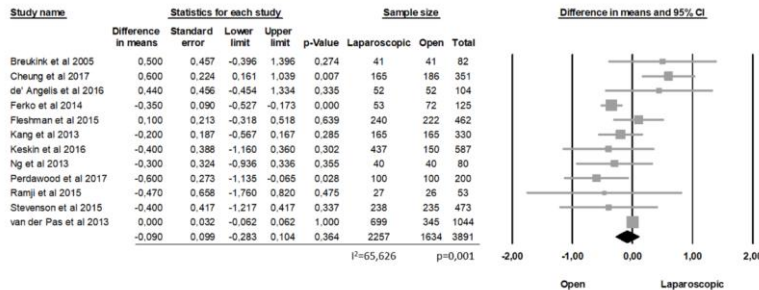 Study name Statistics for each study Sample size Difference in means and 95% CI
Difference in means Standard error Lower limit Upper limit p-Value Laparoscopic Open Total
Breukink et al 2005 0,500 0,457 -0,396 1,396 0,274 41 41 82
Cheung et al 2017 0,600 0,224 0,161 1,039 0,007 165 186 351
de' Angelis et al 2016 0,440 0,456 -0,454 1,334 0,335 52 52 104
Ferko et al 2014 -0,350 0,090 -0,527 -0,173 0,000 53 72 125
Fleshman et al 2015 0,100 0,213 -0,318 0,518 0,639 240 222 462
Kang et al 2013 -0,200 0,187 -0,567 0,167 0,285 165 165 330
Keskin et al 2016 -0,400 0,388 -1,160 0,360 0,302 437 150 587
Ng et al 2013 -0,300 0,324 -0,936 0,336 0,355 40 40 80
Perdawood et al 2017 -0,600 0,273 -1,135 -0,065 0,028 100 100 200
Ramji et al 2015 -0,470 0,658 -1,760 0,820 0,475 27 26 53
Stevenson et al 2015 -0,400 0,417 -1,217 0,417 0,337 238 235 473
van der Pas et al 2013 0,000 0,032 -0,062 0,062 1,000 699 345 1044
-0,090 0,099 -0,283 0,104 0,364 2257 1634 3891
I²=65,626 p=0,001
-2,00 -1,00 0,00 1,00 2,00
Open Laparoscopic